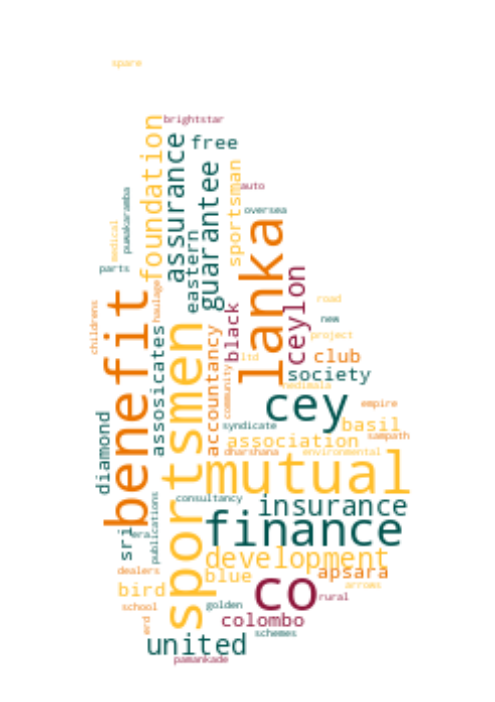 spare
brightstar
foundation
assurance
free
guarantee
sportsman
auto
medical
pumakaramba
oversea
eastern
lanka
parts
haulage
ceylon
benefit
childrens
road
new
project
black
sportsmen
assosicates
accountancy
ltd
club
society
community
nedimala
cey
empire
diamond
syndicate
basil
association
sampath
dharshana
environmental
mutual
consultancy
insurance
publications
finance
sri
era
development
dealers
blue
apsara
bird
co
arrows
school
golden
rural
erd
colombo
united
schemes
pamankade